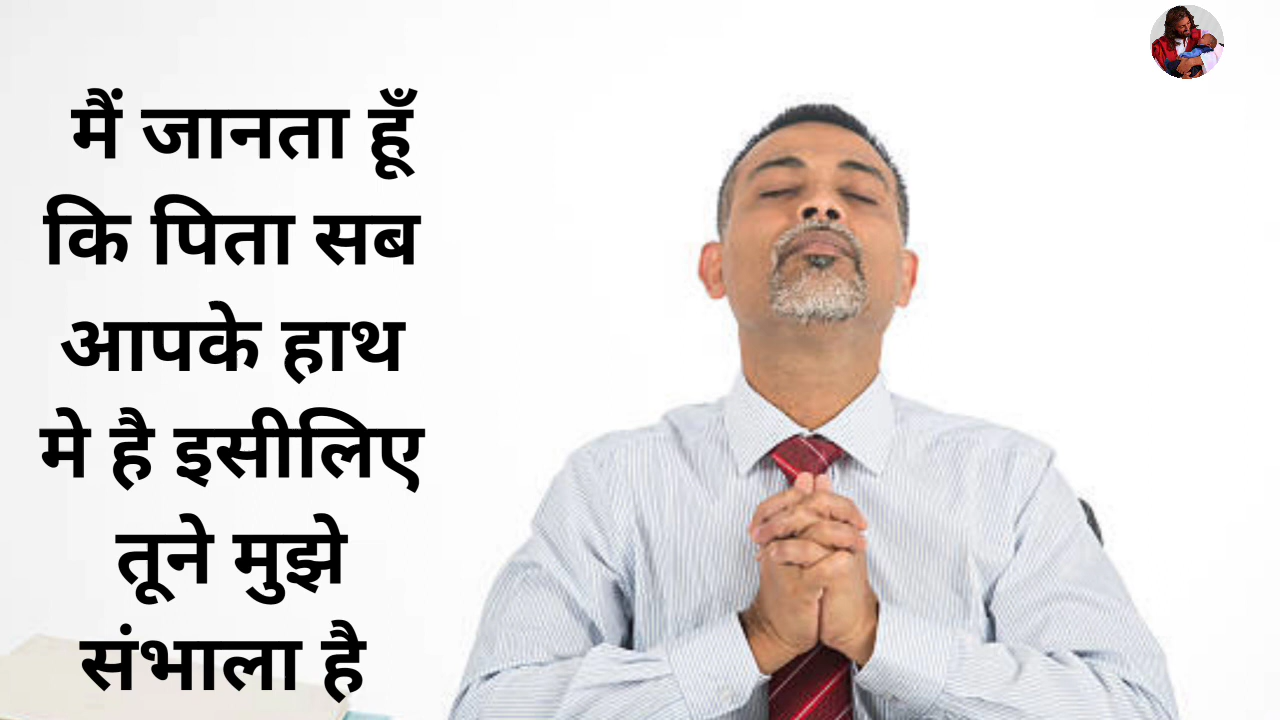 मैं जानता हूँ
कि पिता सब
आपके हाथ
मे है इसीलिए
तूने मुझे
संभाला है